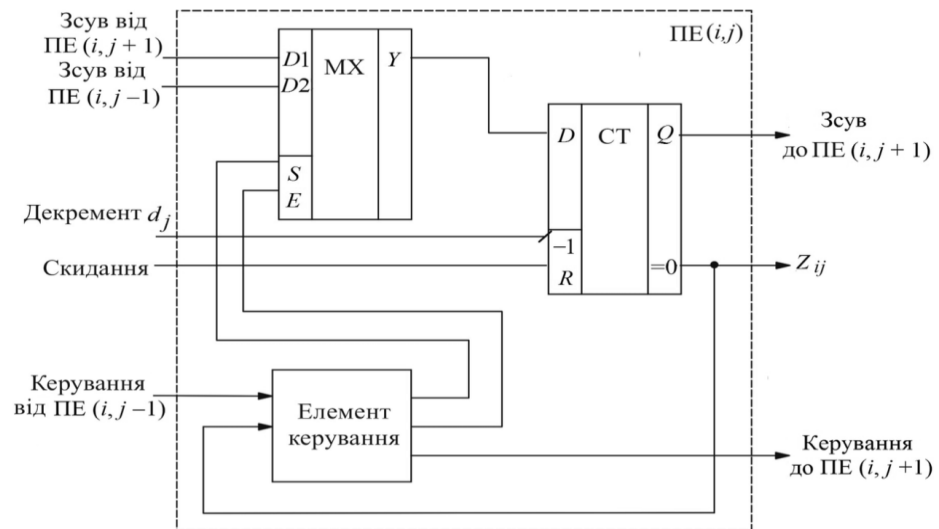 Зсув від
ПЕ (i, j + 1)
Зсув від
ПЕ (i, j –1)
D1
D2
MX
Y
S
E
ПЕ (i,j)
D
CT
Q
–1
R
=0
Зсув
до ПЕ (i, j + 1)
Декремент dj
Скидання
Z ij
Керування
від ПЕ (i, j –1)
Елемент
керування
Керування
до ПЕ (i, j +1)